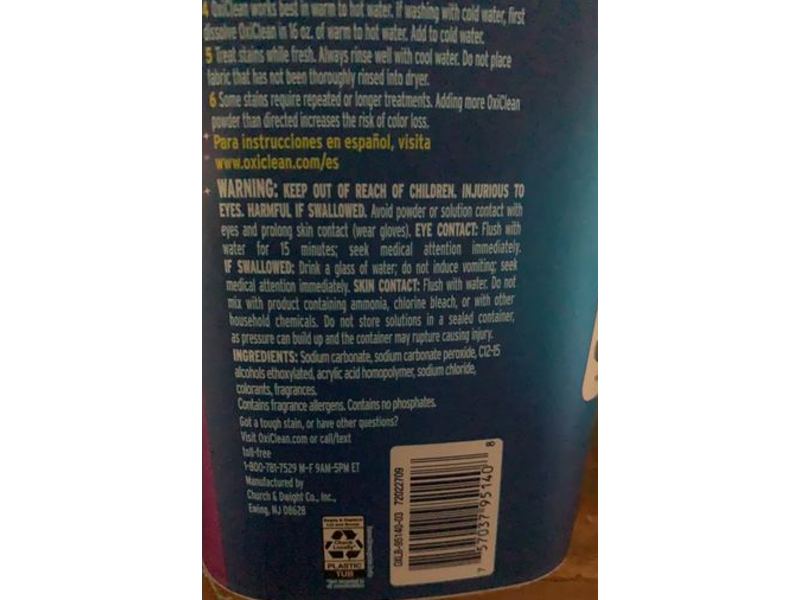 4 OxiClean works best in warm to hot water. If washing with cold water, first
dissolve OxiClean in 16 oz. of warm to hot water. Add to cold water.
5 Treat stains while fresh. Always rinse well with cool water. Do not place
fabric that has not been thoroughly rinsed into dryer.
6 Some stains require repeated or longer treatments. Adding more OxiClean
powder than directed increases the risk of color loss.
Para instrucciones en español, visita
www.oxiclean.com/es
WARNING: KEEP OUT OF REACH OF CHILDREN. INJURIOUS TO
EYES. HARMFUL IF SWALLOWED. Avoid powder or solution contact with
eyes and prolong skin contact (wear gloves). EYE CONTACT: Flush with
water for 15 minutes; seek medical attention immediately.
IF SWALLOWED: Drink a glass of water; do not induce vomiting; seek
medical attention immediately. SKIN CONTACT: Flush with water. Do not
mix with product containing ammonia, chlorine bleach, or with other
household chemicals. Do not store solutions in a sealed container,
as pressure can build up and the container may rupture causing injury.
INGREDIENTS: Sodium carbonate, sodium carbonate peroxide, C12-15
alcohols ethoxylated, acrylic acid homopolymer, sodium chloride,
colorants, fragrances.
Contains fragrance allergens. Contains no phosphates.
Got a tough stain, or have other questions?
Visit OxiClean.com or call/text
toll-free
1-800-781-7529 M-F 9AM-5PM ET
Manufactured by
Church & Dwight Co., Inc.,
Ewing, NJ 08628
Check
Locally
PLASTIC
TUB
OXLB-95140-03 72022709
7 57037 95140 8